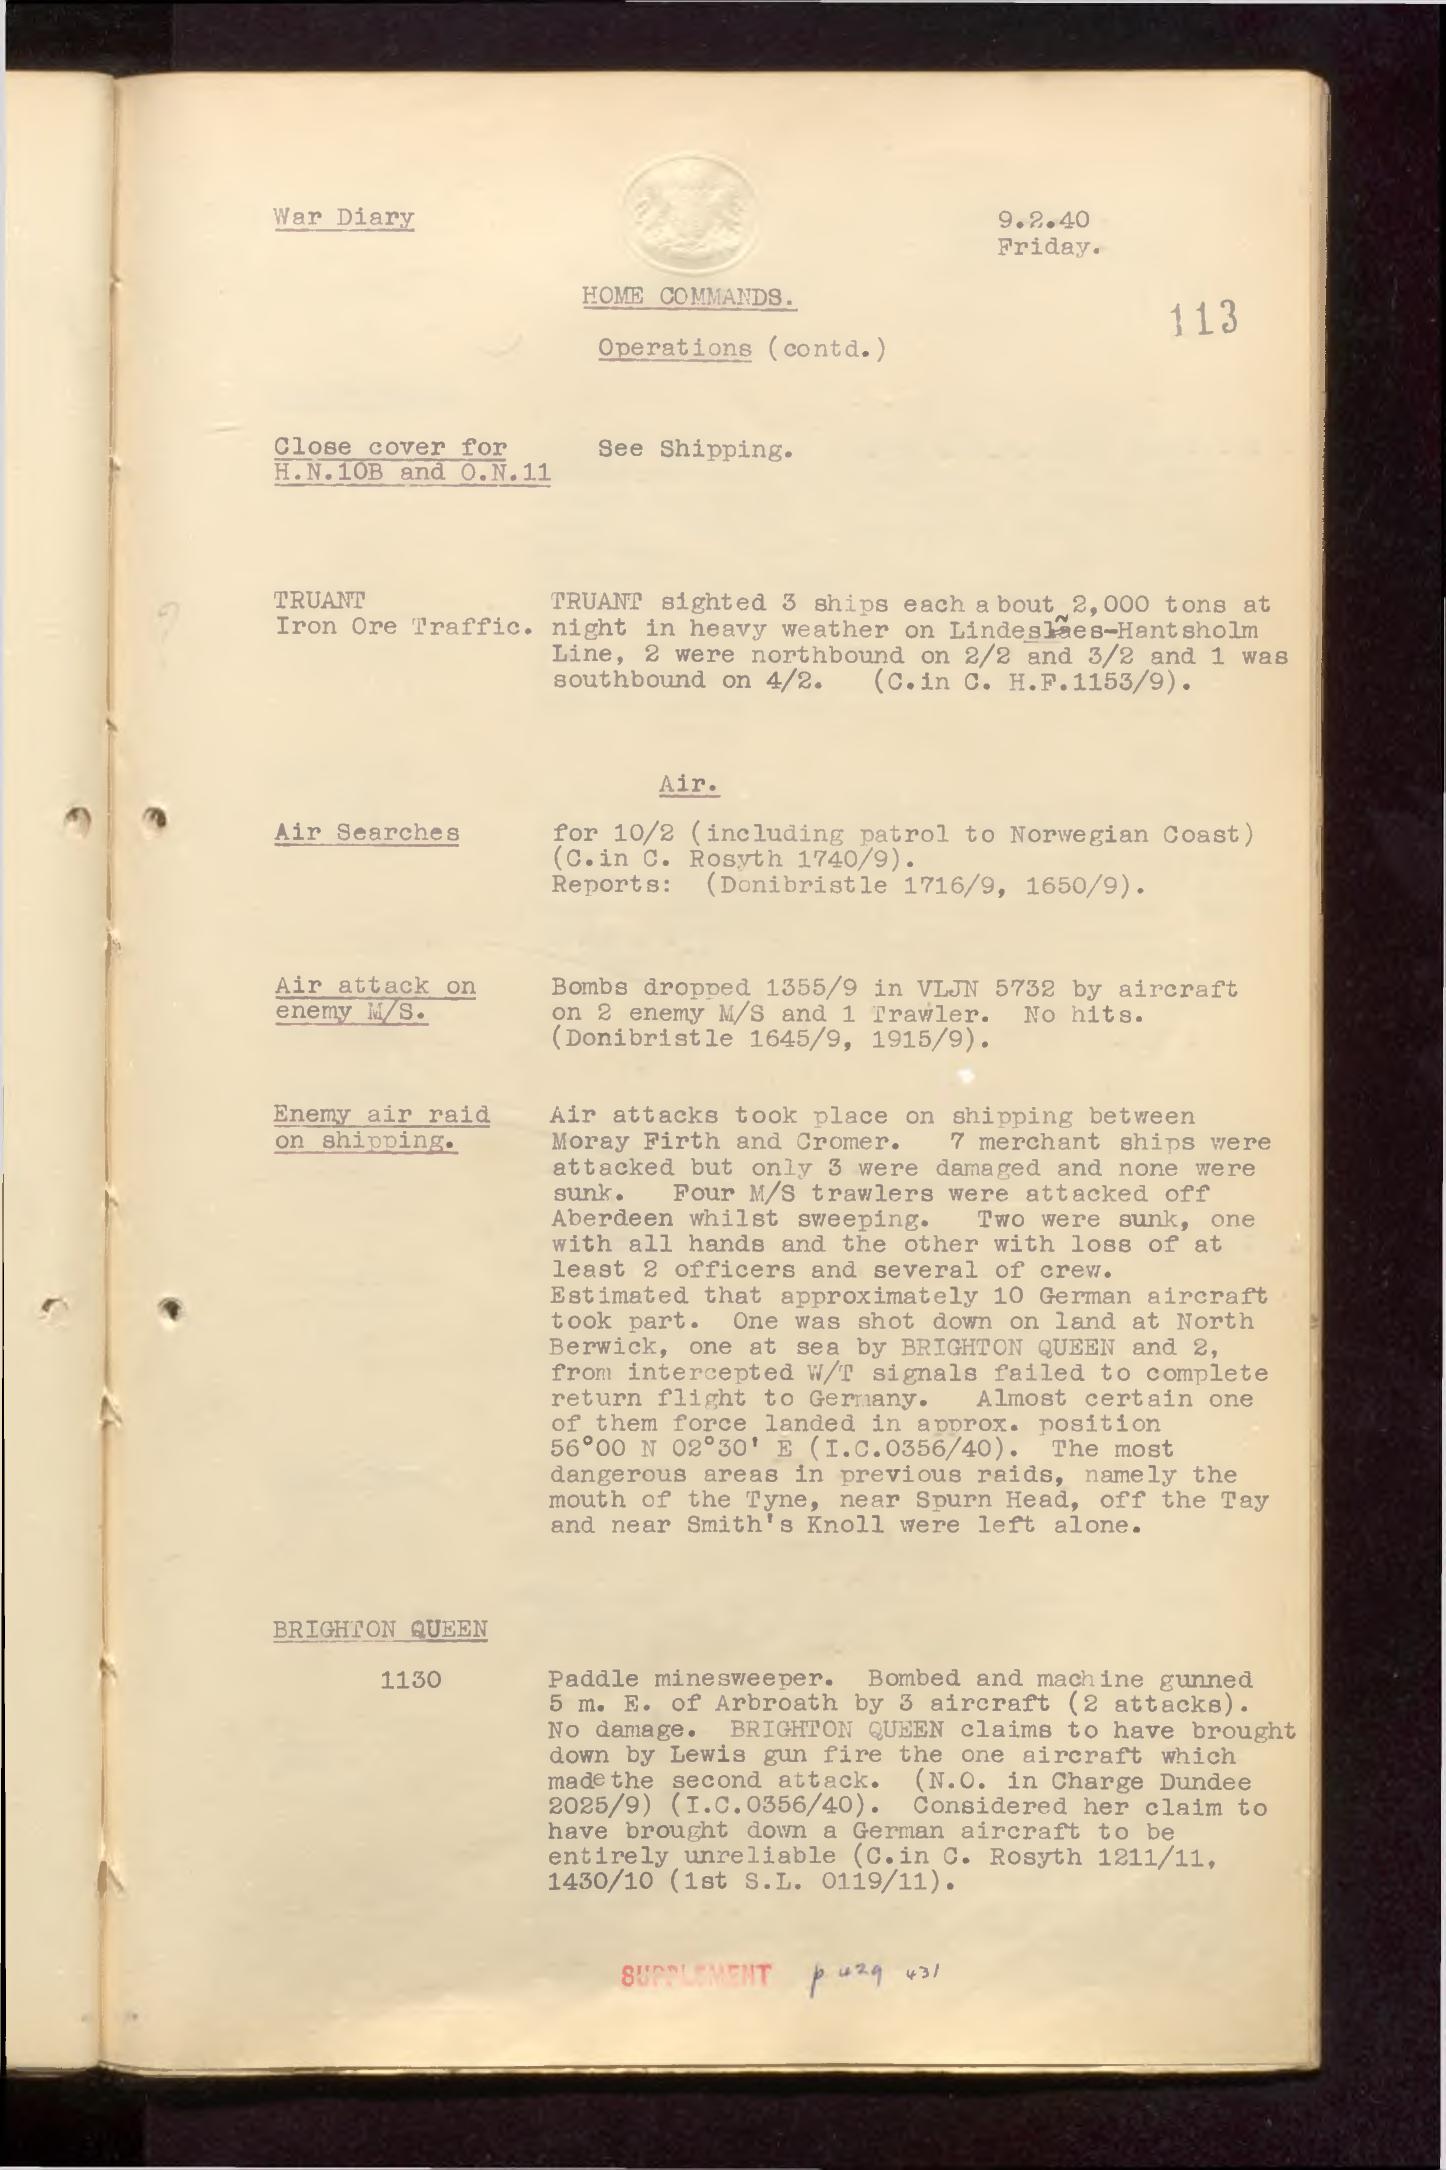 War Diary
9.2.40
Friday.
HOME COMMANDS.
113
Operations (contd.)
Close cover for See Shipping.
H.N.10B and O.N.11
TRUANT TRUANT sighted 3 ships each about 2,000 tons at
Iron Ore Traffic. night in heavy weather on Lindeslaes-Hantsholm
Line, 2 were northbound on 2/2 and 3/2 and 1 was
southbound on 4/2. (C.in C. H.F.1153/9).
Air.
Air Searches for 10/2 (including patrol to Norwegian Coast)
(C.in C. Rosyth 1740/9).
Reports: (Donibristle 1716/9, 1650/9).
Air attack on Bombs dropped 1355/9 in VLJN 5732 by aircraft
enemy M/S. on 2 enemy M/S and 1 Trawler. No hits.
(Donibristle 1645/9, 1915/9).
Enemy air raid Air attacks took place on shipping between
on shipping. Moray Firth and Cromer. 7 merchant ships were
attacked but only 3 were damaged and none were
sunk. Four M/S trawlers were attacked off
Aberdeen whilst sweeping. Two were sunk, one
with all hands and the other with loss of at
least 2 officers and several of crew.
Estimated that approximately 10 German aircraft
took part. One was shot down on land at North
Berwick, one at sea by BRIGHTON QUEEN and 2,
from intercepted W/T signals failed to complete
return flight to Germany. Almost certain one
of them force landed in approx. position
56°00 N 02°30' E (I.C.0356/40). The most
dangerous areas in previous raids, namely the
mouth of the Tyne, near Spurn Head, off the Tay
and near Smith's Knoll were left alone.
BRIGHTON QUEEN
1130 Paddle minesweeper. Bombed and machine gunned
5 m. E. of Arbroath by 3 aircraft (2 attacks).
No damage. BRIGHTON QUEEN claims to have brought
down by Lewis gun fire the one aircraft which
made the second attack. (N.O. in Charge Dundee
2025/9) (I.C.0356/40). Considered her claim to
have brought down a German aircraft to be
entirely unreliable (C.in C. Rosyth 1211/11,
1430/10 (1st S.L. 0119/11).
SUPPLEMENT p 429 431